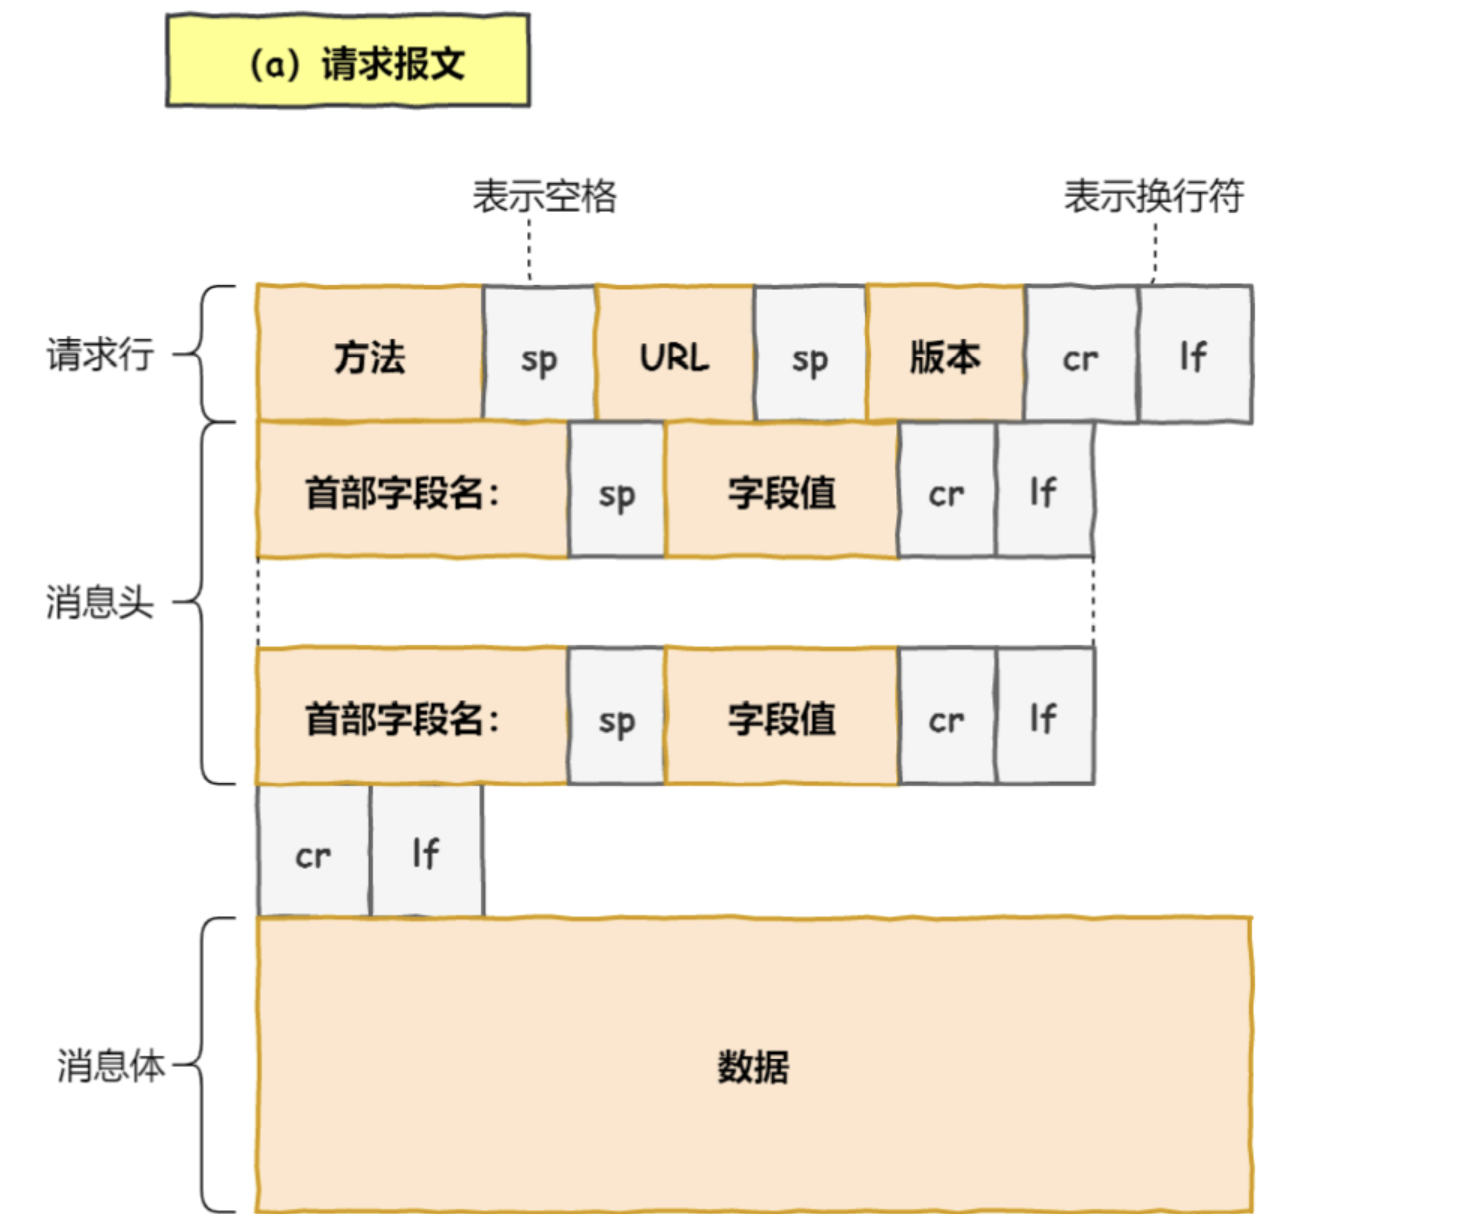 (a) 请求报文
表示空格 表示换行符
请求行 方法 sp URL sp 版本 cr lf
首部字段名: sp 字段值 cr lf
消息头
首部字段名: sp 字段值 cr lf
cr lf
消息体 数据